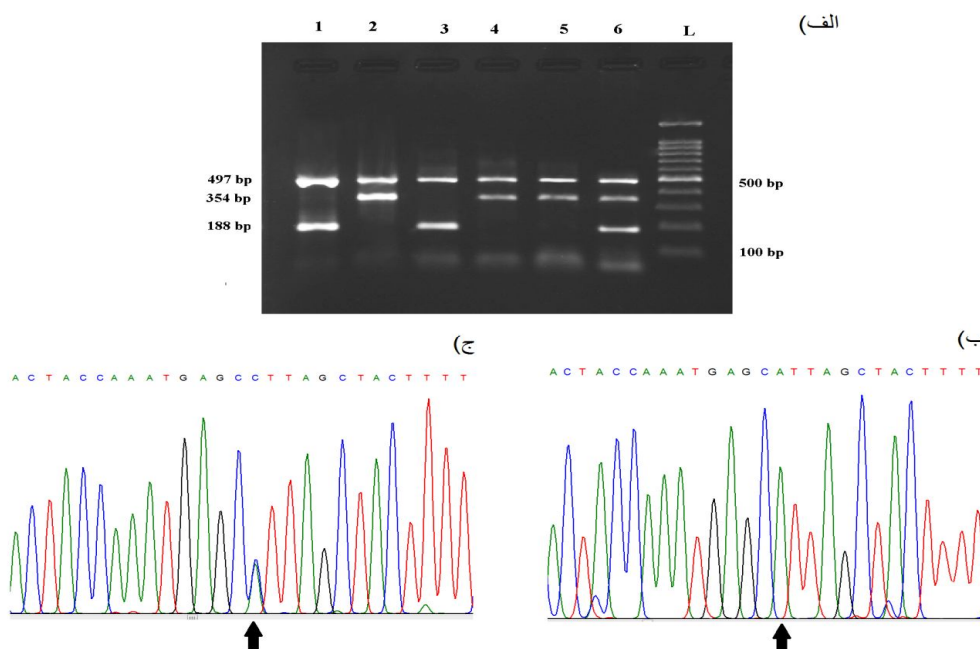 الف)
1 2 3 4 5 6 L
497 bp
500 bp
354 bp
188 bp
100 bp
ب)
ج)
A C T A C C A A A T G A G C C T T A G C T A C T T T T
A C T A C C A A A T G A G C A T T A G C T A C T T T T